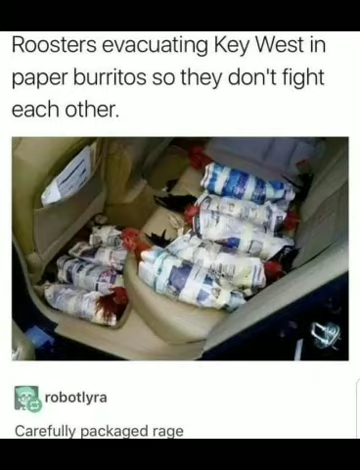 Roosters evacuating Key West in
paper burritos so they don't fight
each other.
robotlyra
Carefully packaged rage